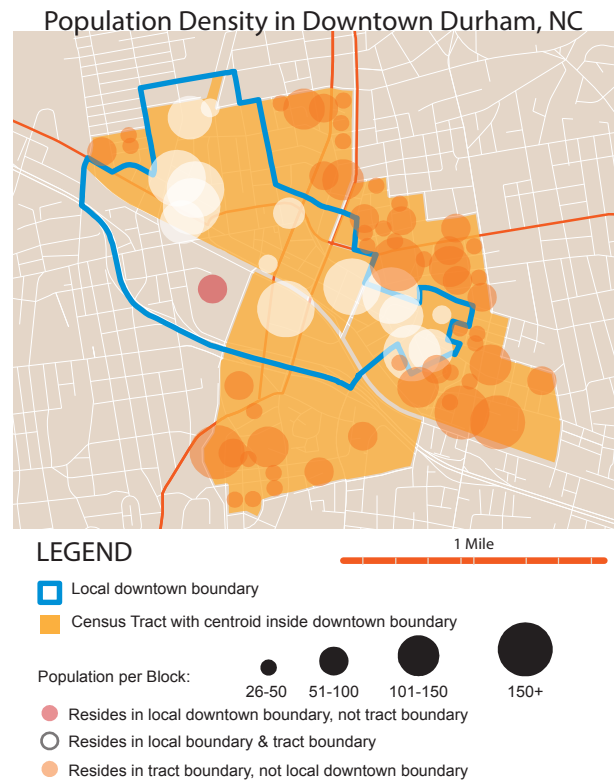 Population Density in Downtown Durham, NC
LEGEND
1 Mile
Local downtown boundary
Census Tract with centroid inside downtown boundary
Population per Block:
26-50
51-100
101-150
150+
Resides in local downtown boundary, not tract boundary
Resides in local boundary & tract boundary
Resides in tract boundary, not local downtown boundary